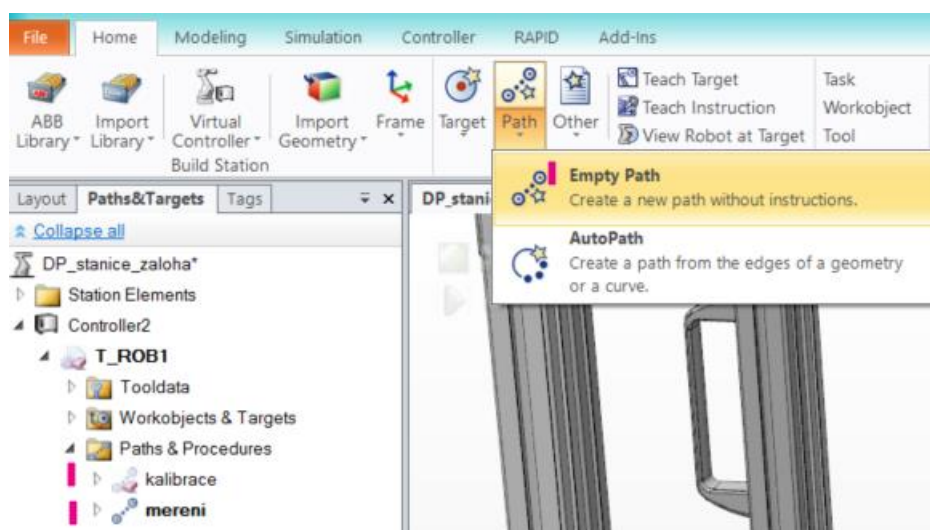 File Home Modeling Simulation Controller RAPID Add-Ins
ABB Library
Import Library
Virtual Controller
Import Geometry
Frame
Target
Path
Other
Teach Target
Teach Instruction
View Robot at Target
Task
Workobject
Tool
Build Station
Empty Path
Create a new path without instructions.
AutoPath
Create a path from the edges of a geometry
or a curve.
Layout Paths&Targets Tags
DP_stani
Collapse all
DP_stanice_zaloha*
Station Elements
Controller2
T_ROB1
Tooldata
Workobjects & Targets
Paths & Procedures
kalibrace
mereni